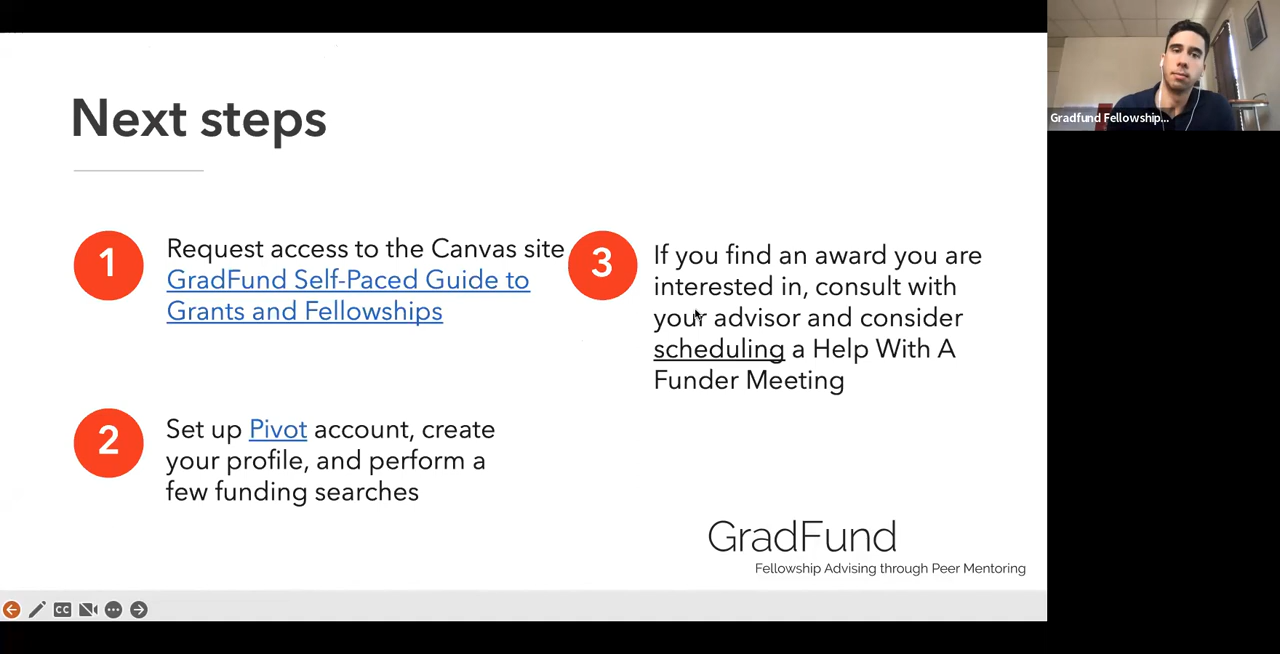 Next steps
1
Request access to the Canvas site
GradFund Self-Paced Guide to
Grants and Fellowships
2
Set up Pivot account, create
your profile, and perform a
few funding searches
3
If you find an award you are
interested in, consult with
your advisor and consider
scheduling a Help With A
Funder Meeting
GradFund
Fellowship Advising through Peer Mentoring
CC
Gradfund Fellowship...